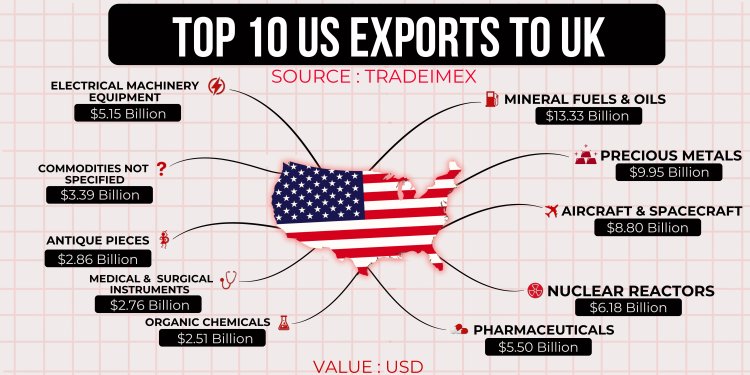 TOP 10 US EXPORTS TO UK
SOURCE : TRADEIMEX
ELECTRICAL MACHINERY
EQUIPMENT
$5.15 Billion
COMMODITIES NOT
SPECIFIED
?
$3.39 Billion
ANTIQUE PIECES
$2.86 Billion
MEDICAL & SURGICAL
INSTRUMENTS
$2.76 Billion
ORGANIC CHEMICALS
$2.51 Billion
MINERAL FUELS & OILS
$13.33 Billion
PRECIOUS METALS
$9.95 Billion
AIRCRAFT & SPACECRAFT
$8.80 Billion
NUCLEAR REACTORS
$6.18 Billion
PHARMACEUTICALS
$5.50 Billion
VALUE : USD